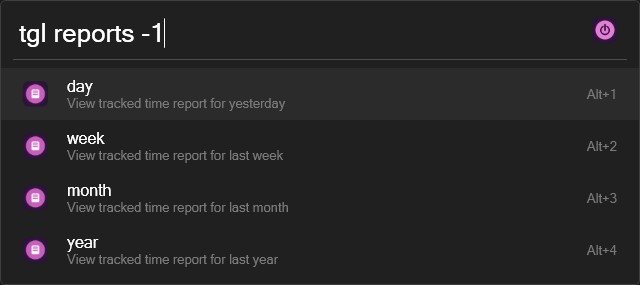 tgl reports -1
day
View tracked time report for yesterday
Alt+1
week
View tracked time report for last week
Alt+2
month
View tracked time report for last month
Alt+3
year
View tracked time report for last year
Alt+4